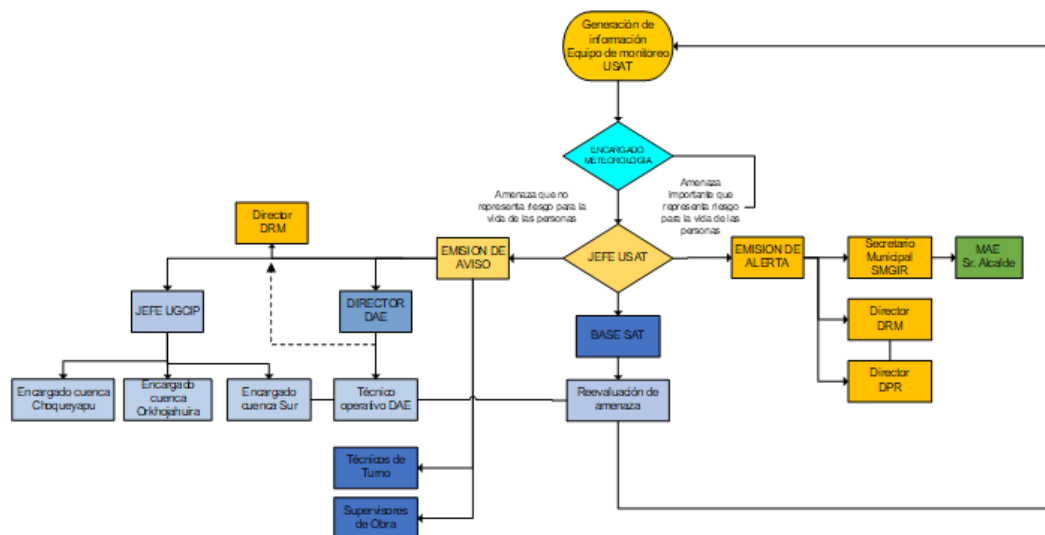 Generación de
información
Equipo de monitoreo
USAT
ENCARGADO
METEOROLOGIA
Amenaza que no
representa riesgo para la
vida de las personas
Amenaza
importante que
representa riesgo
para la vida de las
personas
Director
DRM
EMISION DE
AVISO
JEFE USAT
EMISION DE
ALERTA
Secretario
Municipal
SMGIR
MAE
Sr. Alcalde
JEFE UGCIP
DIRECTOR
DAE
BASE SAT
Director
DRM
Director
DPR
Encargado cuenca
Choqueyapu
Encargado
cuenca
Orkhojahuira
Encargado
cuenca Sur
Técnico
operativo DAE
Reevaluación de
amenaza
Técnicos de
Turno
Supervisores
de Obra